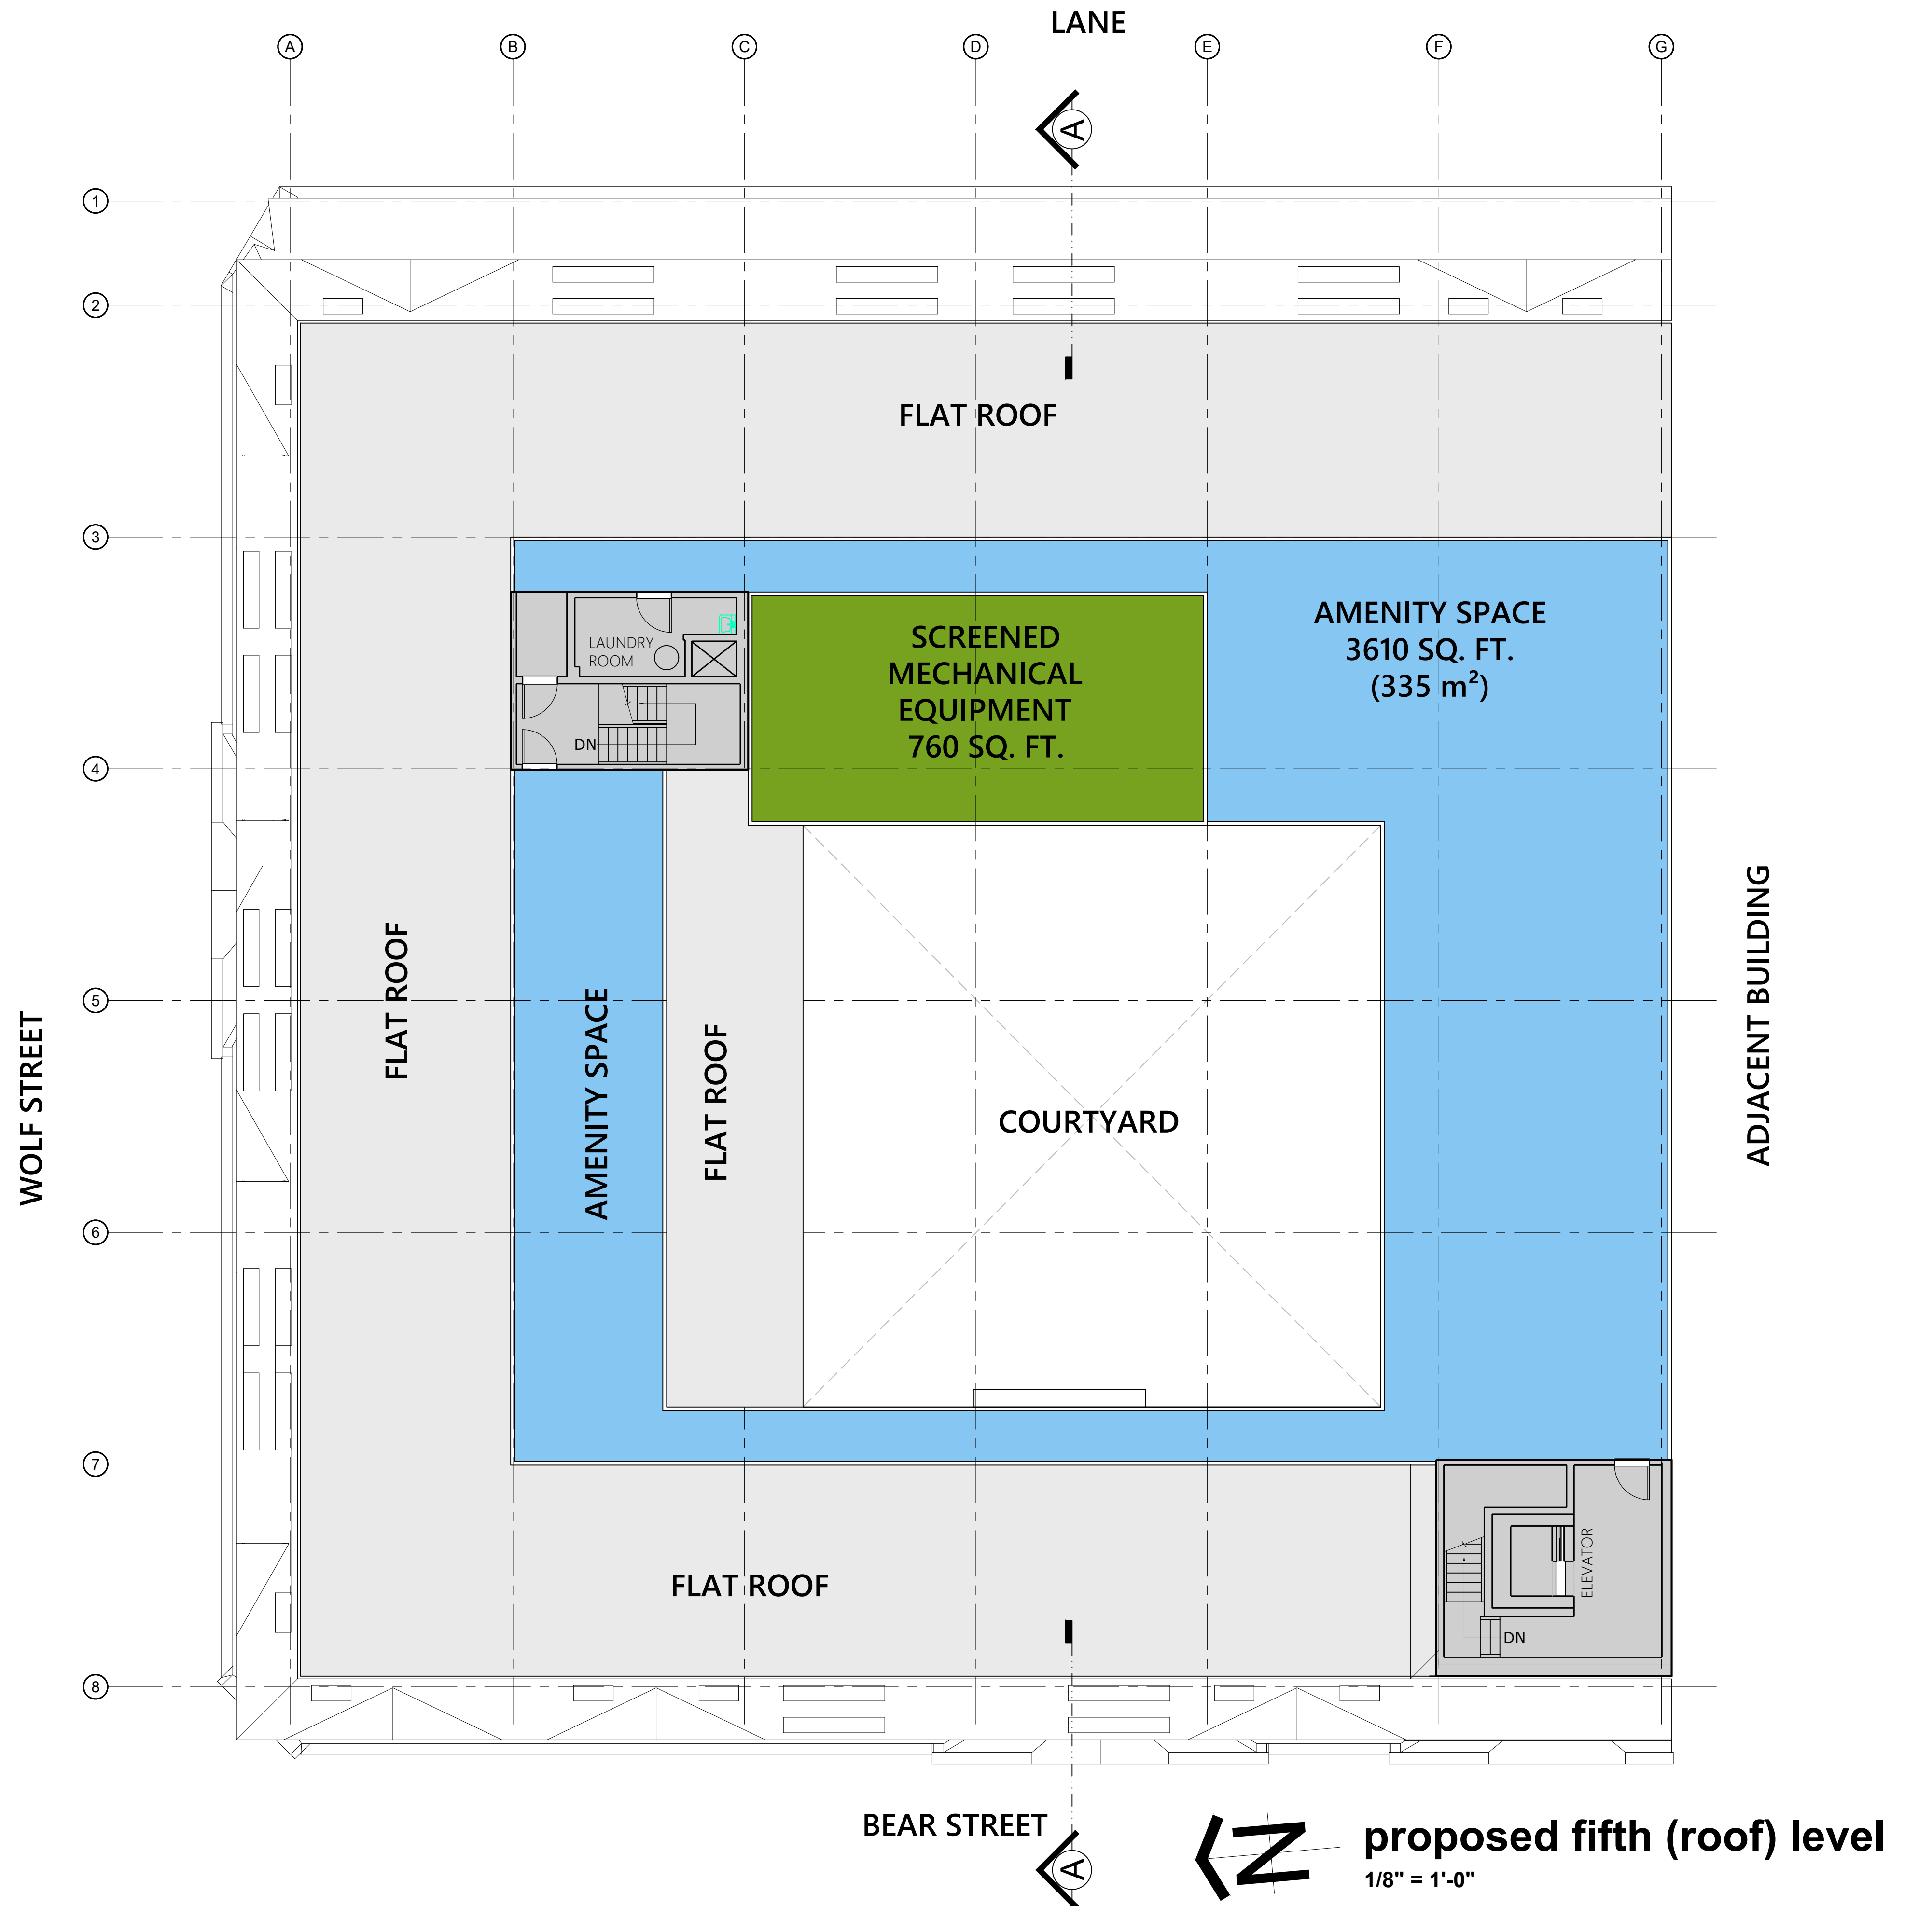 LANE
A
B
C
D
E
F
G
A
1
2
FLAT ROOF
3
LAUNDRY
ROOM
SCREENED
MECHANICAL
EQUIPMENT
760 SQ. FT.
AMENITY SPACE
3610 SQ. FT.
(335 m²)
DN
4
WOLF STREET
FLAT ROOF
AMENITY SPACE
FLAT ROOF
COURTYARD
ADJACENT BUILDING
5
6
7
FLAT ROOF
ELEVATOR
DN
8
BEAR STREET
A
N
proposed fifth (roof) level
1/8" = 1'-0"